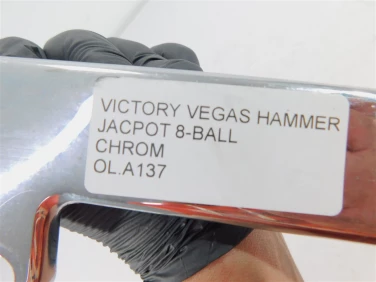 VICTORY VEGAS HAMMER
JACPOT 8-BALL
CHROM
OL.A137